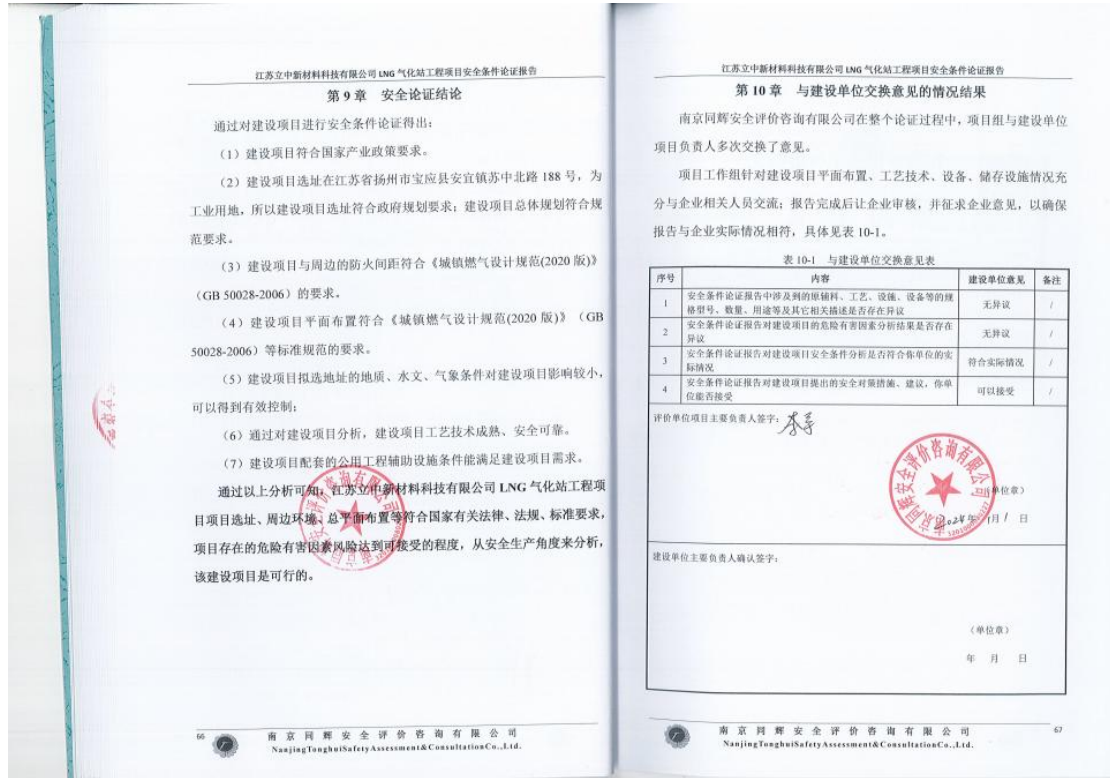 江苏立中新材料科技有限公司 LNG 气化站工程项目安全条件论证报告
第 9 章 安全论证结论
通过对建设项目进行安全条件论证得出：
（1）建设项目符合国家产业政策要求。
（2）建设项目选址在江苏省扬州市宝应县安宜镇苏中北路 188 号，为
工业用地，所以建设项目选址符合政府规划要求；建设项目总体规划符合规
范要求。
（3）建设项目与周边的防火间距符合《城镇燃气设计规范(2020 版)》
（GB 50028-2006）的要求。
（4）建设项目平面布置符合《城镇燃气设计规范(2020 版)》（GB
50028-2006）等标准规范的要求。
（5）建设项目拟选地址的地质、水文、气象条件对建设项目影响较小，
可以得到有效控制；
（6）通过对建设项目分析，建设项目工艺技术成熟、安全可靠。
（7）建设项目配套的公用工程辅助设施条件能满足建设项目需求。
通过以上分析可知，江苏立中新材料科技有限公司 LNG 气化站工程项
目项目选址、周边环境、总平面布置等符合国家有关法律、法规、标准要求，
项目存在的危险有害因素风险达到可接受的程度，从安全生产角度来分析，
该建设项目是可行的。
66
南京同辉安全评价咨询有限公司
NanjingTonghuiSafetyAssessment&ConsultationCo.,Ltd.
江苏立中新材料科技有限公司 LNG 气化站工程项目安全条件论证报告
第 10 章 与建设单位交换意见的情况结果
南京同辉安全评价咨询有限公司在整个论证过程中，项目组与建设单位
项目负责人多次交换了意见。
项目工作组针对建设项目平面布置、工艺技术、设备、储存设施情况充
分与企业相关人员交流；报告完成后让企业审核，并征求企业意见，以确保
报告与企业实际情况相符，具体见表 10-1。
表 10-1 与建设单位交换意见表
序号 内容 建设单位意见 备注
1 安全条件论证报告中涉及到的原辅料、工艺、设施、设备等的规
格型号、数量、用途等及其它相关描述是否存在异议 无异议 /
2 安全条件论证报告对建设项目的危险有害因素分析结果是否存在
异议 无异议 /
3 安全条件论证报告对建设项目安全条件分析是否符合你单位的实
际情况 符合实际情况 /
4 安全条件论证报告对建设项目提出的安全对策措施、建议，你单
位能否接受 可以接受 /
评价单位项目主要负责人签字：
南京同辉安全评价咨询有限公司
（单位章）
2024 年 1 月 1 日
建设单位主要负责人确认签字：
（单位章）
年 月 日
南京同辉安全评价咨询有限公司
NanjingTonghuiSafetyAssessment&ConsultationCo.,Ltd.
67